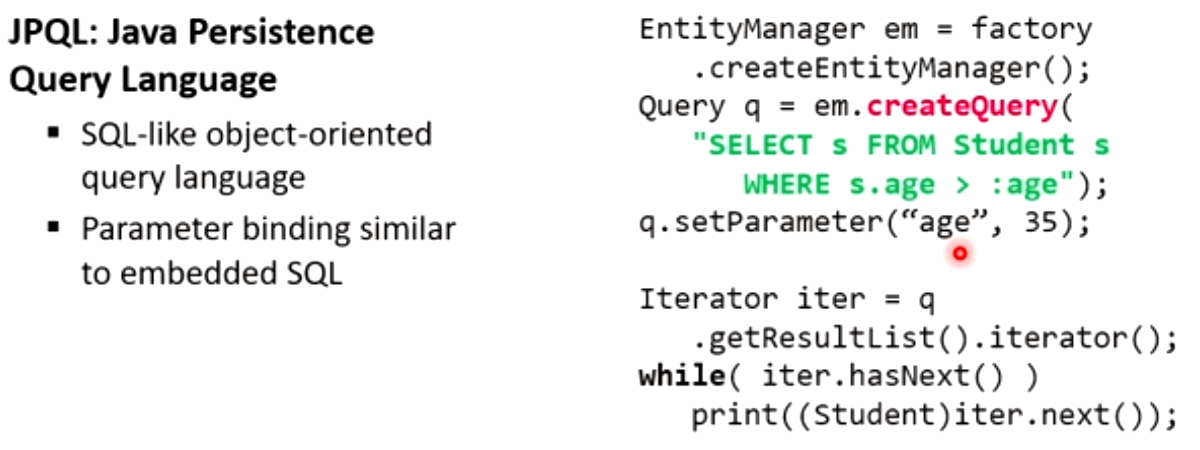 JPQL: Java Persistence
Query Language
▪ SQL-like object-oriented
query language
▪ Parameter binding similar
to embedded SQL
EntityManager em = factory
.createEntityManager();
Query q = em.createQuery(
"SELECT s FROM Student s
WHERE s.age > :age");
q.setParameter(“age”, 35);
Iterator iter = q
.getResultList().iterator();
while( iter.hasNext() )
print((Student)iter.next());